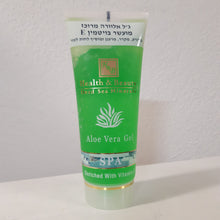 ג'ל אלוורה מרוכז
מועשר בויטמין E
Health & Beauty
Dead Sea Minerals
Aloe Vera Gel
SPA
Enriched With Vitamin